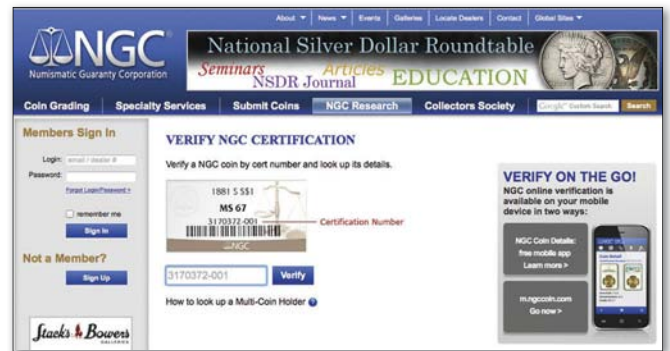 About News Events Galleries Locate Dealers Contact Global Sites
NGC
Numismatic Guaranty Corporation
National Silver Dollar Roundtable
Seminars Articles
NSDR Journal EDUCATION
Coin Grading Specialty Services Submit Coins NGC Research Collectors Society Google Custom Search Search
Members Sign In
Login: email / dealer #
Password:
Forgot Login/Password >
remember me
Sign In
Not a Member?
Sign Up
Stack's Bowers
GALLERIES
VERIFY NGC CERTIFICATION
Verify a NGC coin by cert number and look up its details.
1881 S S$1
MS 67
3170372-001
NGC
Certification Number
3170372-001 Verify
How to look up a Multi-Coin Holder ?
VERIFY ON THE GO!
NGC online verification is
available on your mobile
device in two ways:
NGC Coin Details:
free mobile app
Learn more >
m.ngccoin.com
Go now >